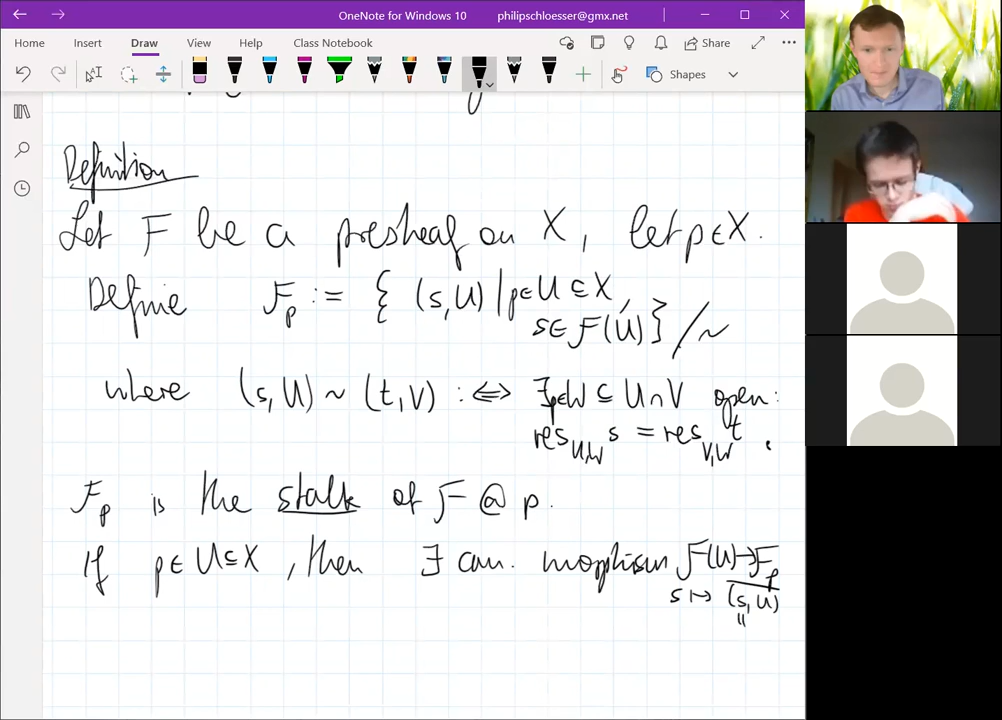 OneNote for Windows 10
philipschloesser@gmx.net
Home Insert Draw View Help Class Notebook Share
Shapes
Definition
Let F be a presheaf on X, let p∈X.
Define F_p := { (s,U) | p∈U⊆X,
s∈F(U) } /~
where (s,U) ~ (t,V) :⇔ ∃ p∈W ⊆ U∩V open:
res_{U,W} s = res_{V,W} t.
F_p is the stalk of F @ p.
If p∈U⊆X, then ∃ can. morphism F(U)→F_p
s ↦ \overline{(s,U)}